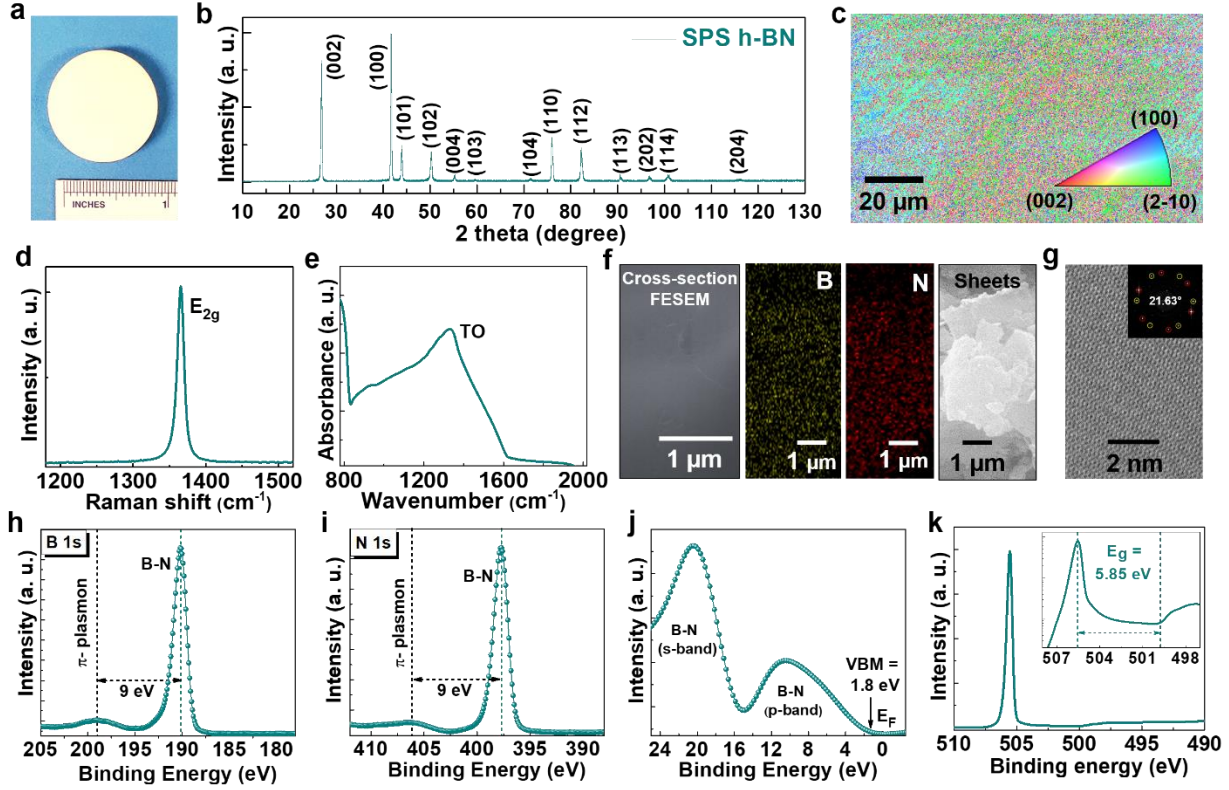 a
INCHES 1
b
SPS h-BN
(002)
(100)
(101)
(102)
(004)
(103)
(104)
(110)
(112)
(113)
(202)
(114)
(204)
Intensity (a. u.)
10 20 30 40 50 60 70 80 90 100 110 120 130
2 theta (degree)
c
20 µm
(100)
(002)
(2-10)
d
E2g
Intensity (a. u.)
1200 1300 1400 1500
Raman shift (cm-1)
e
TO
Absorbance (a. u.)
800 1200 1600 2000
Wavenumber (cm-1)
f
Cross-section
FESEM
1 µm
B
1 µm
N
1 µm
Sheets
1 µm
g
21.63°
2 nm
h
B 1s
π- plasmon
B-N
9 eV
Intensity (a. u.)
205 200 195 190 185 180
Binding Energy (eV)
i
N 1s
π- plasmon
B-N
9 eV
Intensity (a. u.)
410 405 400 395 390
Binding Energy (eV)
j
B-N
(s-band)
B-N
(p-band)
VBM =
1.8 eV
EF
Intensity (a. u.)
24 20 16 12 8 4 0
Binding Energy (eV)
k
Eg =
5.85 eV
507 504 501 498
Intensity (a. u.)
510 505 500 495 490
Binding energy (eV)